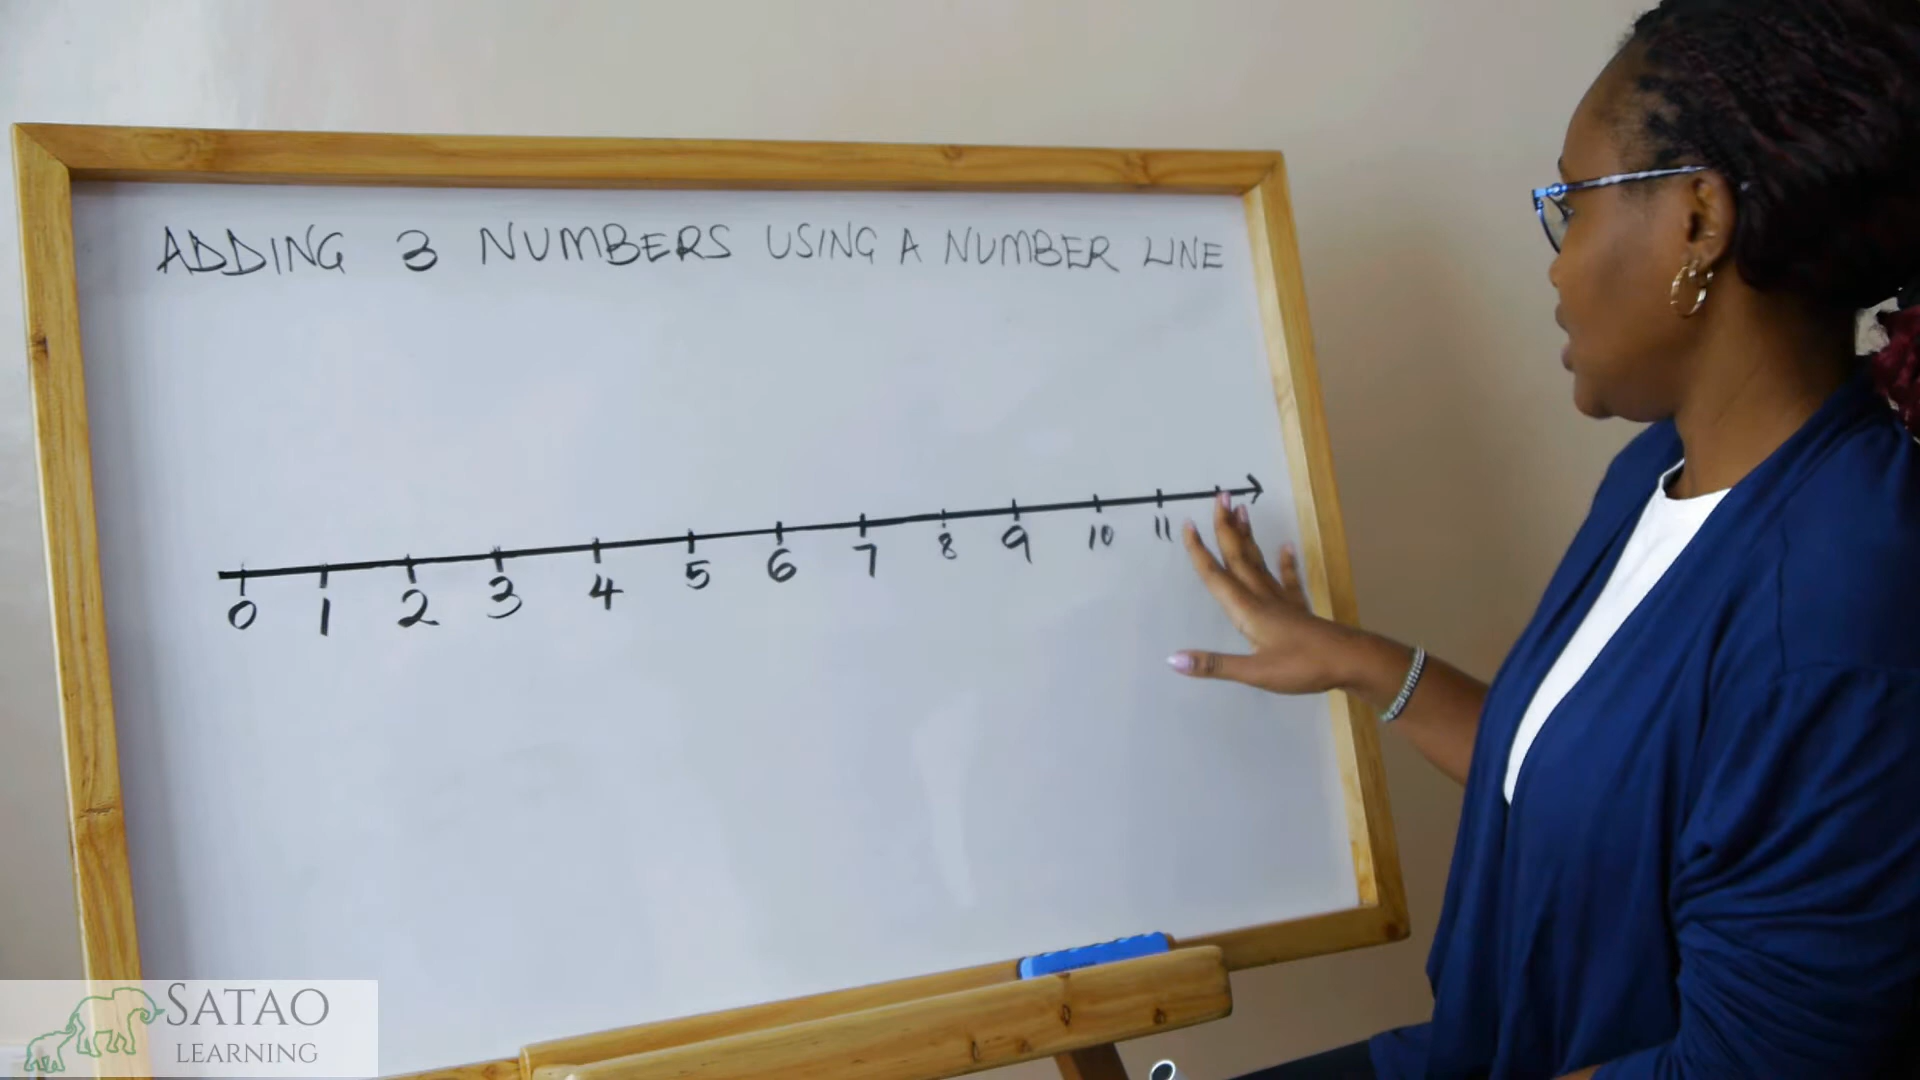 ADDING 3 NUMBERS USING A NUMBER LINE
0 1 2 3 4 5 6 7 8 9 10 11
SATAO
LEARNING